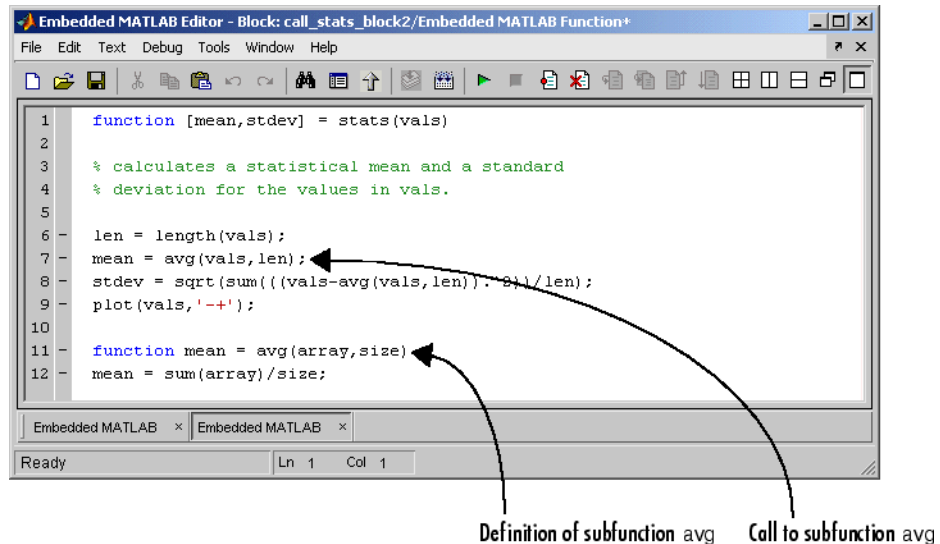 Embedded MATLAB Editor - Block: call_stats_block2/Embedded MATLAB Function*
File Edit Text Debug Tools Window Help
1 function [mean,stdev] = stats(vals)
2
3 % calculates a statistical mean and a standard
4 % deviation for the values in vals.
5
6 - len = length(vals);
7 - mean = avg(vals,len);
8 - stdev = sqrt(sum(((vals-avg(vals,len)).^2))/len);
9 - plot(vals,'-+');
10
11 - function mean = avg(array,size)
12 - mean = sum(array)/size;
Embedded MATLAB × Embedded MATLAB ×
Ready Ln 1 Col 1
Definition of subfunction avg Call to subfunction avg